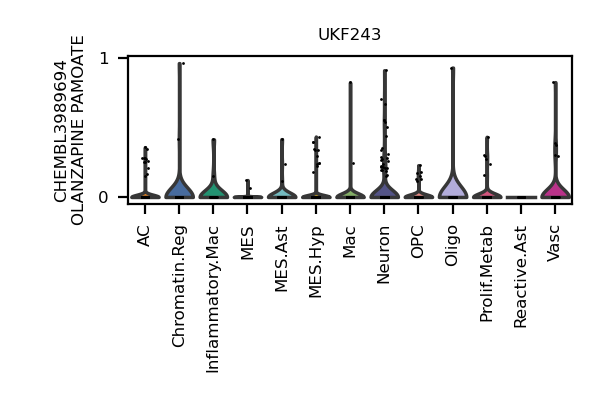 UKF243
CHEMBL3989694
OLANZAPINE PAMOATE
1
0
AC
Chromatin.Reg
Inflammatory.Mac
MES
MES.Ast
MES.Hyp
Mac
Neuron
OPC
Oligo
Prolif.Metab
Reactive.Ast
Vasc